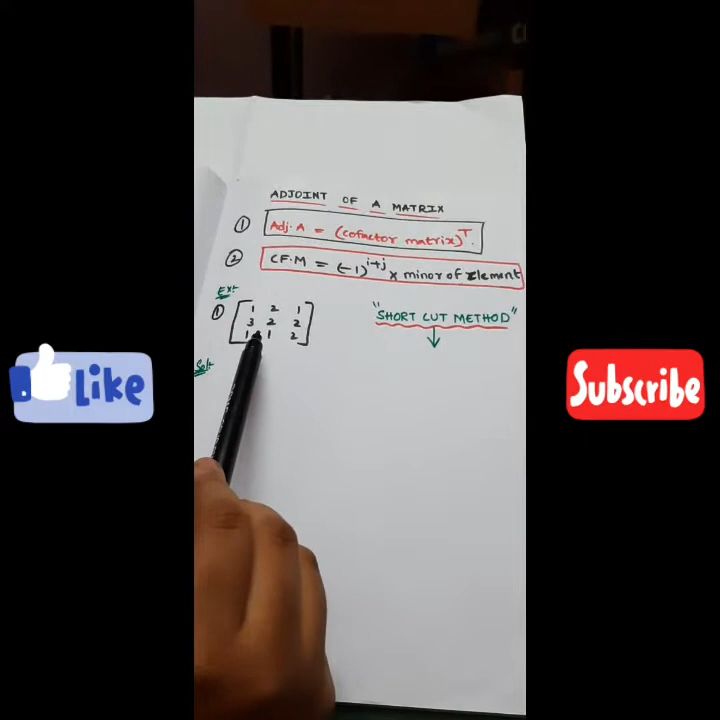 ADJOINT OF A MATRIX
① Adj. A = (cofactor matrix)ᵀ.
② CF.M = (-1)ⁱ⁺ʲ × minor of element
Ex:
① [ 1 2 1
3 2 2
1 1 2 ]
"SHORT CUT METHOD"
↓
Sol:
Like
Subscribe